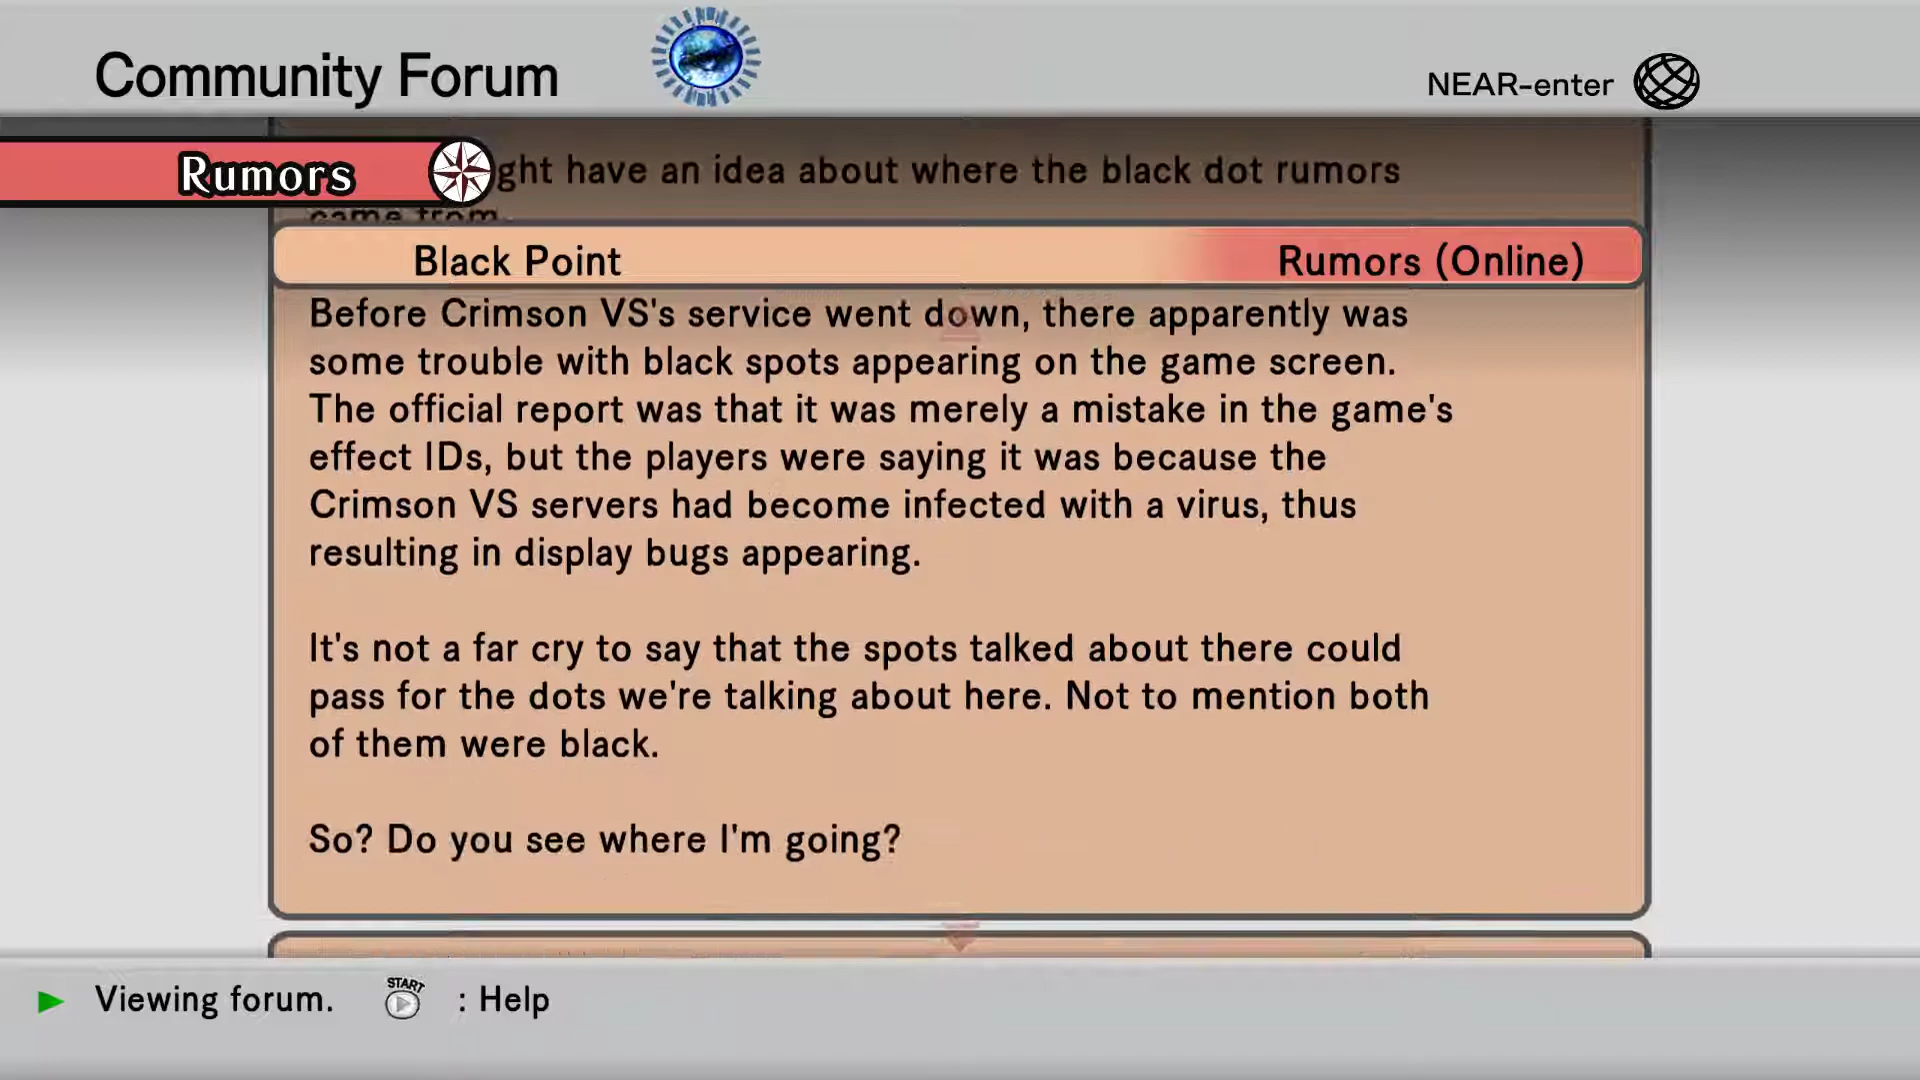 Community Forum
NEAR-enter
Rumors
ght have an idea about where the black dot rumors
came from.
Black Point
Rumors (Online)
Before Crimson VS's service went down, there apparently was
some trouble with black spots appearing on the game screen.
The official report was that it was merely a mistake in the game's
effect IDs, but the players were saying it was because the
Crimson VS servers had become infected with a virus, thus
resulting in display bugs appearing.
It's not a far cry to say that the spots talked about there could
pass for the dots we're talking about here. Not to mention both
of them were black.
So? Do you see where I'm going?
Viewing forum.
START
: Help